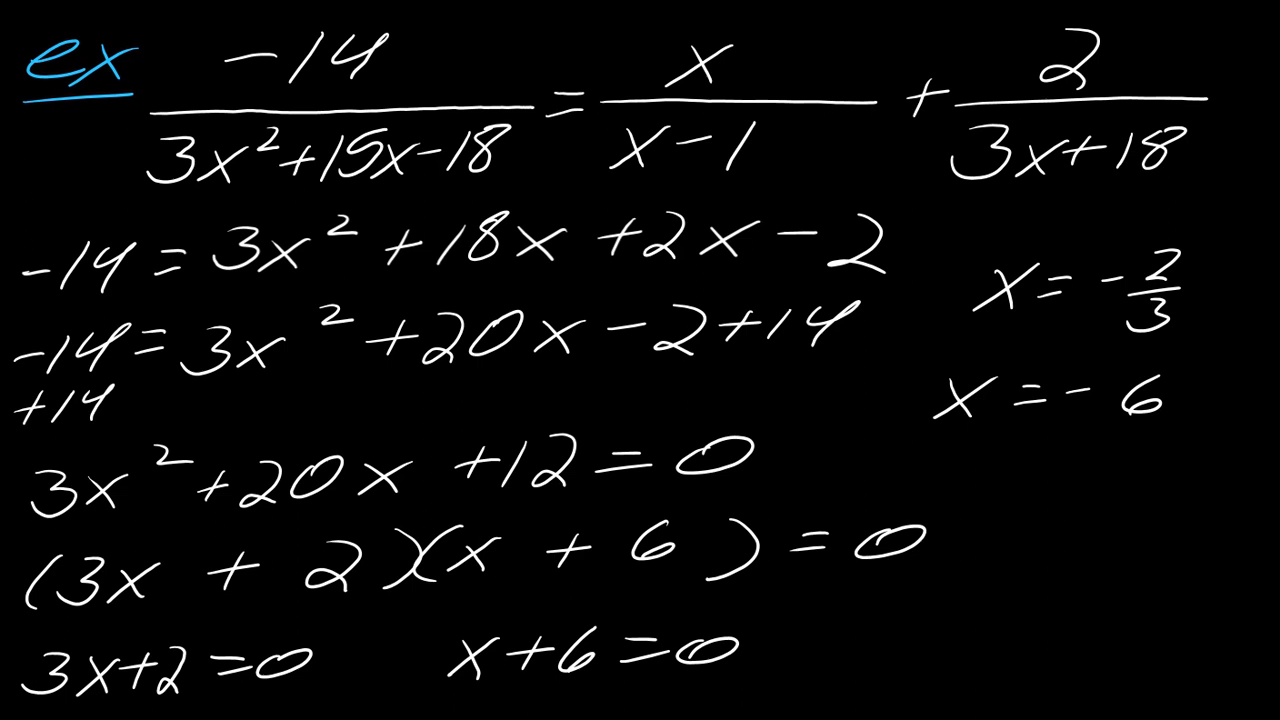 ex -14/(3x²+15x-18) = x/(x-1) + 2/(3x+18)
-14 = 3x² + 18x + 2x - 2
-14 = 3x² + 20x - 2 + 14
+14
3x² + 20x + 12 = 0
(3x + 2)(x + 6) = 0
3x+2 = 0 x+6 = 0
x = -2/3
x = -6